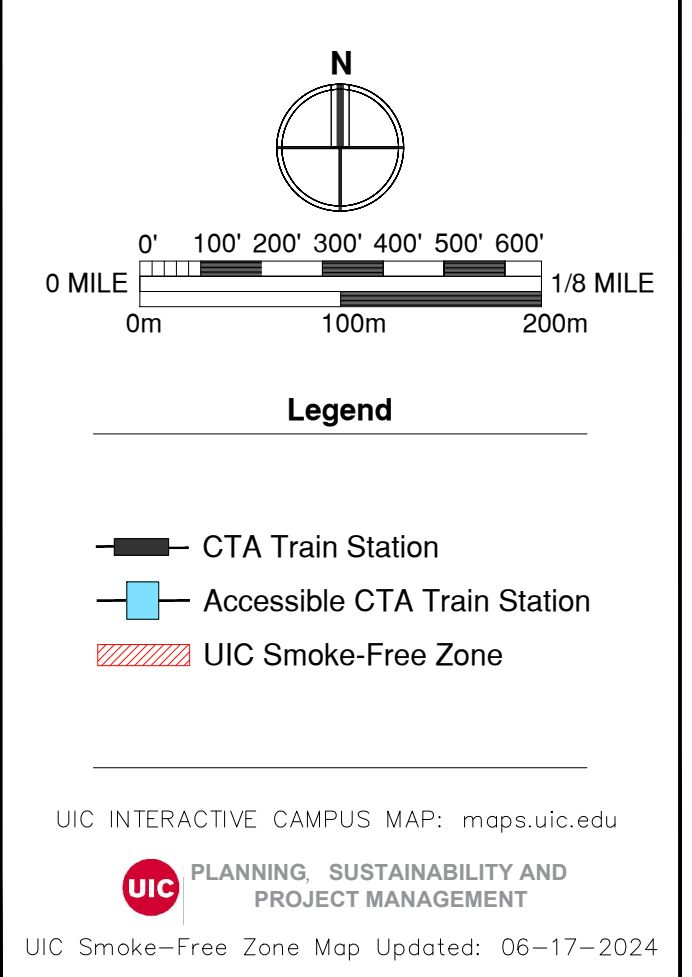 N
0' 100' 200' 300' 400' 500' 600'
0 MILE 1/8 MILE
0m 100m 200m
Legend
CTA Train Station
Accessible CTA Train Station
UIC Smoke-Free Zone
UIC INTERACTIVE CAMPUS MAP: maps.uic.edu
UIC
PLANNING, SUSTAINABILITY AND
PROJECT MANAGEMENT
UIC Smoke-Free Zone Map Updated: 06-17-2024